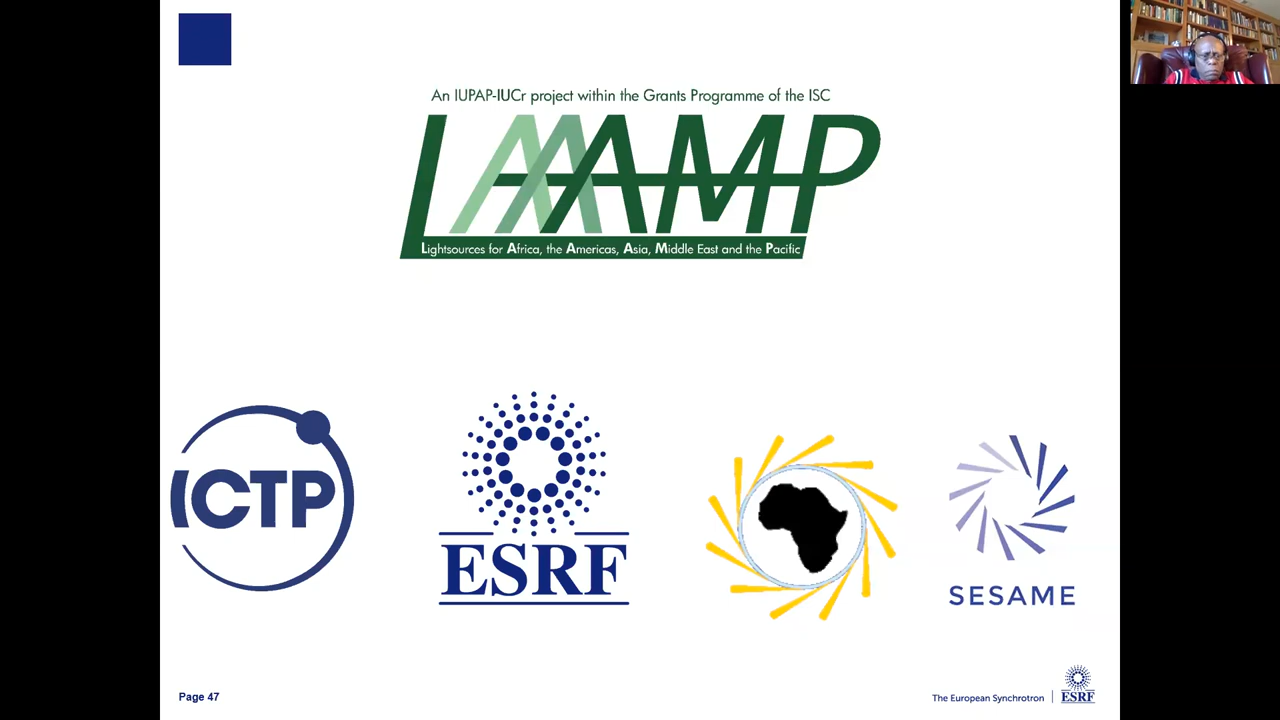 An IUPAP-IUCr project within the Grants Programme of the ISC
LAAAMP
Lightsources for Africa, the Americas, Asia, Middle East and the Pacific
ICTP
ESRF
SESAME
Page 47
The European Synchrotron
ESRF